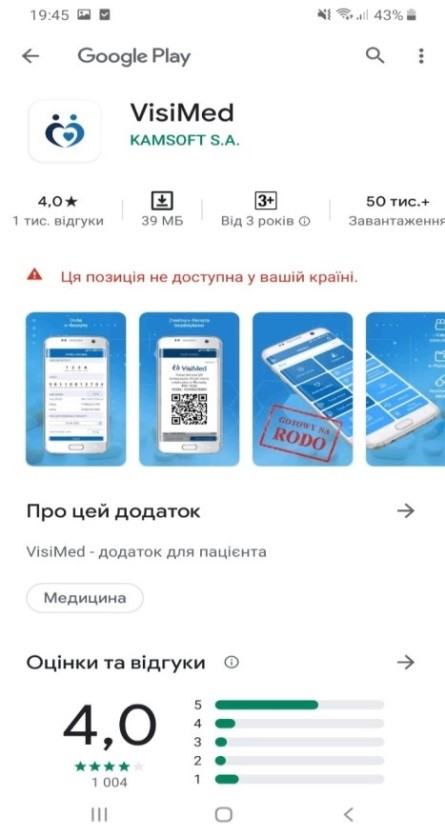 19:45 43%
Google Play
VisiMed
KAMSOFT S.A.
4,0★ 3+ 50 тис.+
1 тис. відгуки 39 МБ Від 3 років Завантаження
Ця позиція не доступна у вашій країні.
VisiMed
GOTOWY NA
RODO
Про цей додаток
VisiMed - додаток для пацієнта
Медицина
Оцінки та відгуки
5
4
4,0
3
2
1
1 004